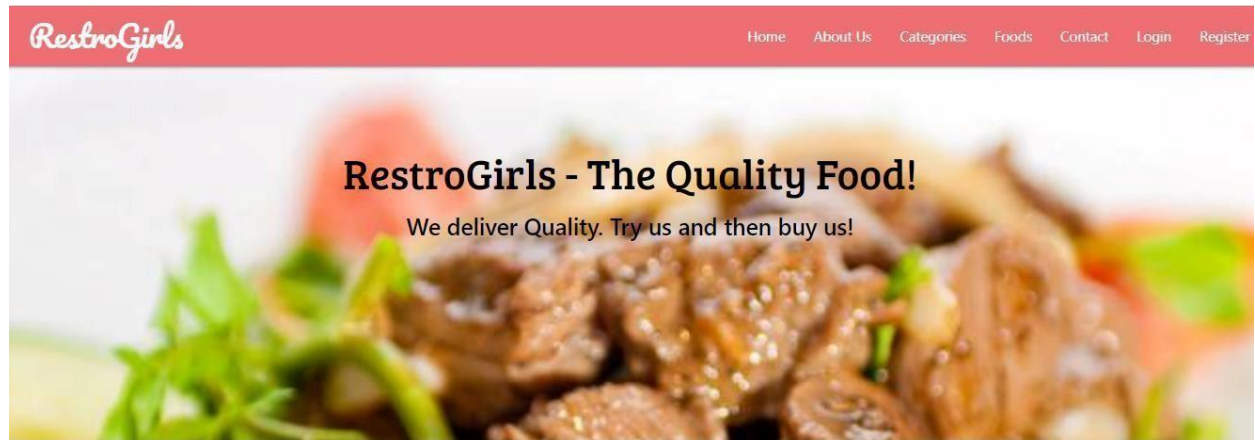 RestroGirls
Home About Us Categories Foods Contact Login Register
RestroGirls - The Quality Food!
We deliver Quality. Try us and then buy us!